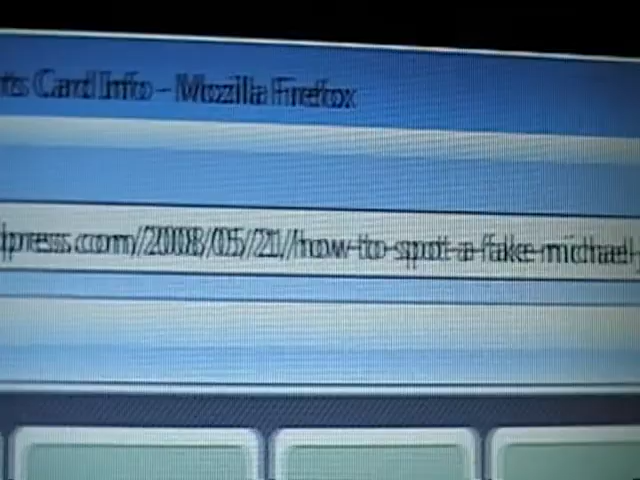 ts Card Info - Mozilla Firefox
press.com/2008/05/21/how-to-spot-a-fake-michael-